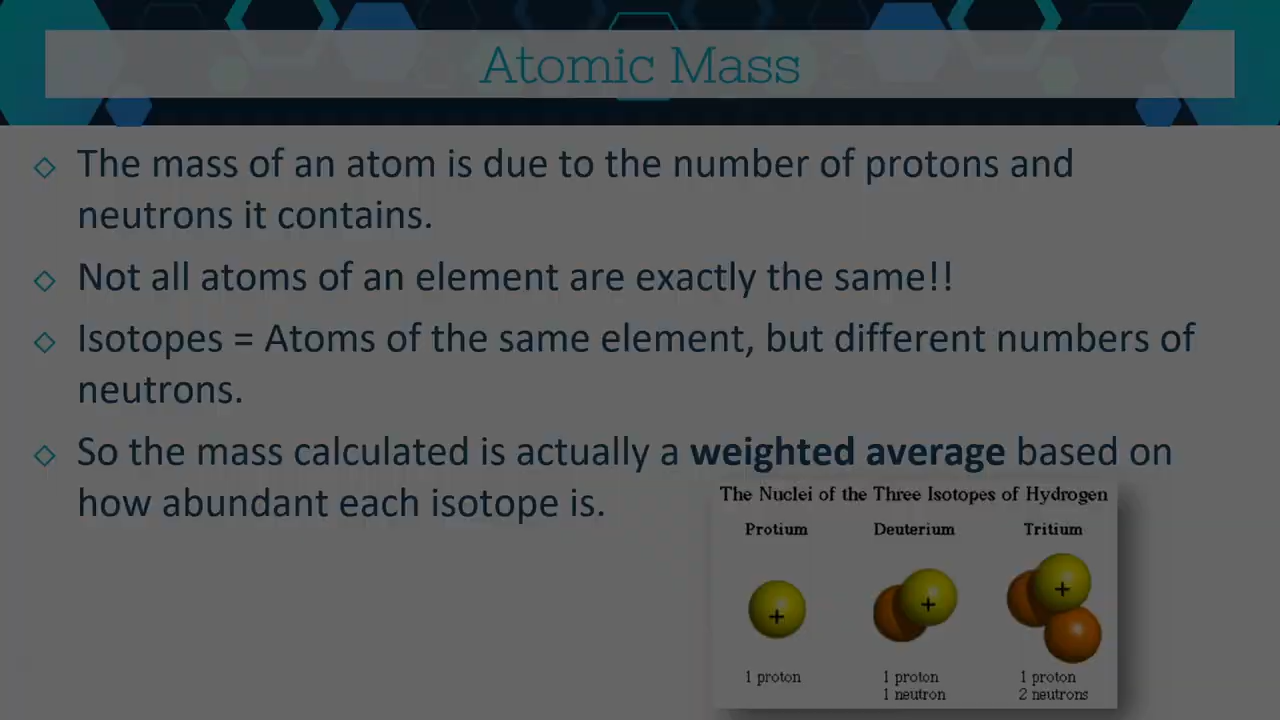 Atomic Mass
The mass of an atom is due to the number of protons and
neutrons it contains.
Not all atoms of an element are exactly the same!!
Isotopes = Atoms of the same element, but different numbers of
neutrons.
So the mass calculated is actually a weighted average based on
how abundant each isotope is.
The Nuclei of the Three Isotopes of Hydrogen
Protium Deuterium Tritium
+ + +
1 proton 1 proton 1 proton
1 neutron 2 neutrons